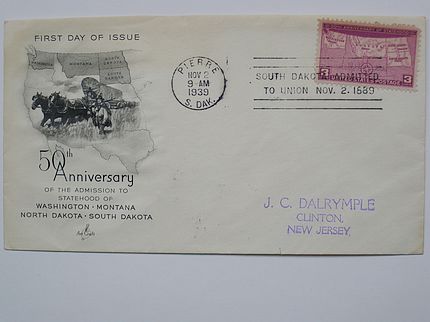 FIRST DAY OF ISSUE
WASHINGTON
MONTANA
NORTH DAKOTA
SOUTH DAKOTA
50th
Anniversary
OF THE ADMISSION TO
STATEHOOD OF
WASHINGTON · MONTANA
NORTH DAKOTA · SOUTH DAKOTA
PIERRE
NOV 2
9 AM
1939
S. DAK.
SOUTH DAKOTA ADMITTED
TO UNION NOV. 2, 1889
3 3
J. C. DALRYMPLE
CLINTON,
NEW JERSEY,